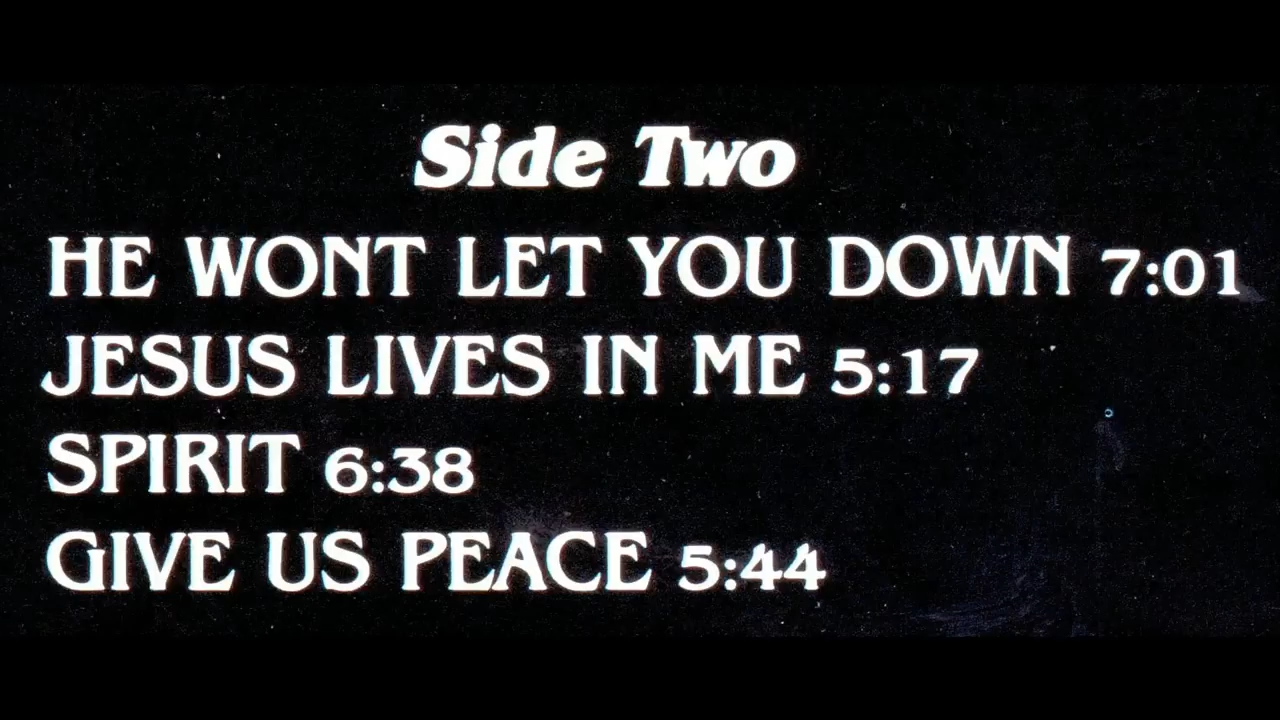 Side Two
HE WONT LET YOU DOWN 7:01
JESUS LIVES IN ME 5:17
SPIRIT 6:38
GIVE US PEACE 5:44